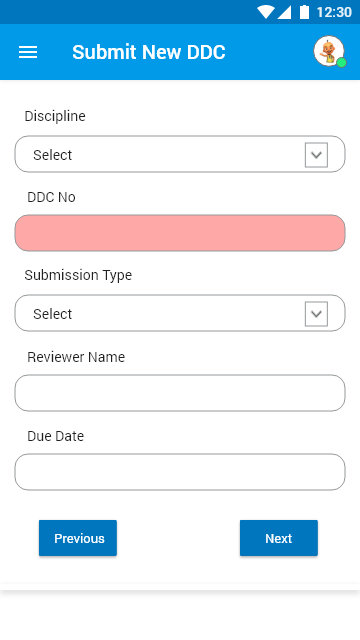 12:30
Submit New DDC
Discipline
Select
DDC No
Submission Type
Select
Reviewer Name
Due Date
Previous
Next